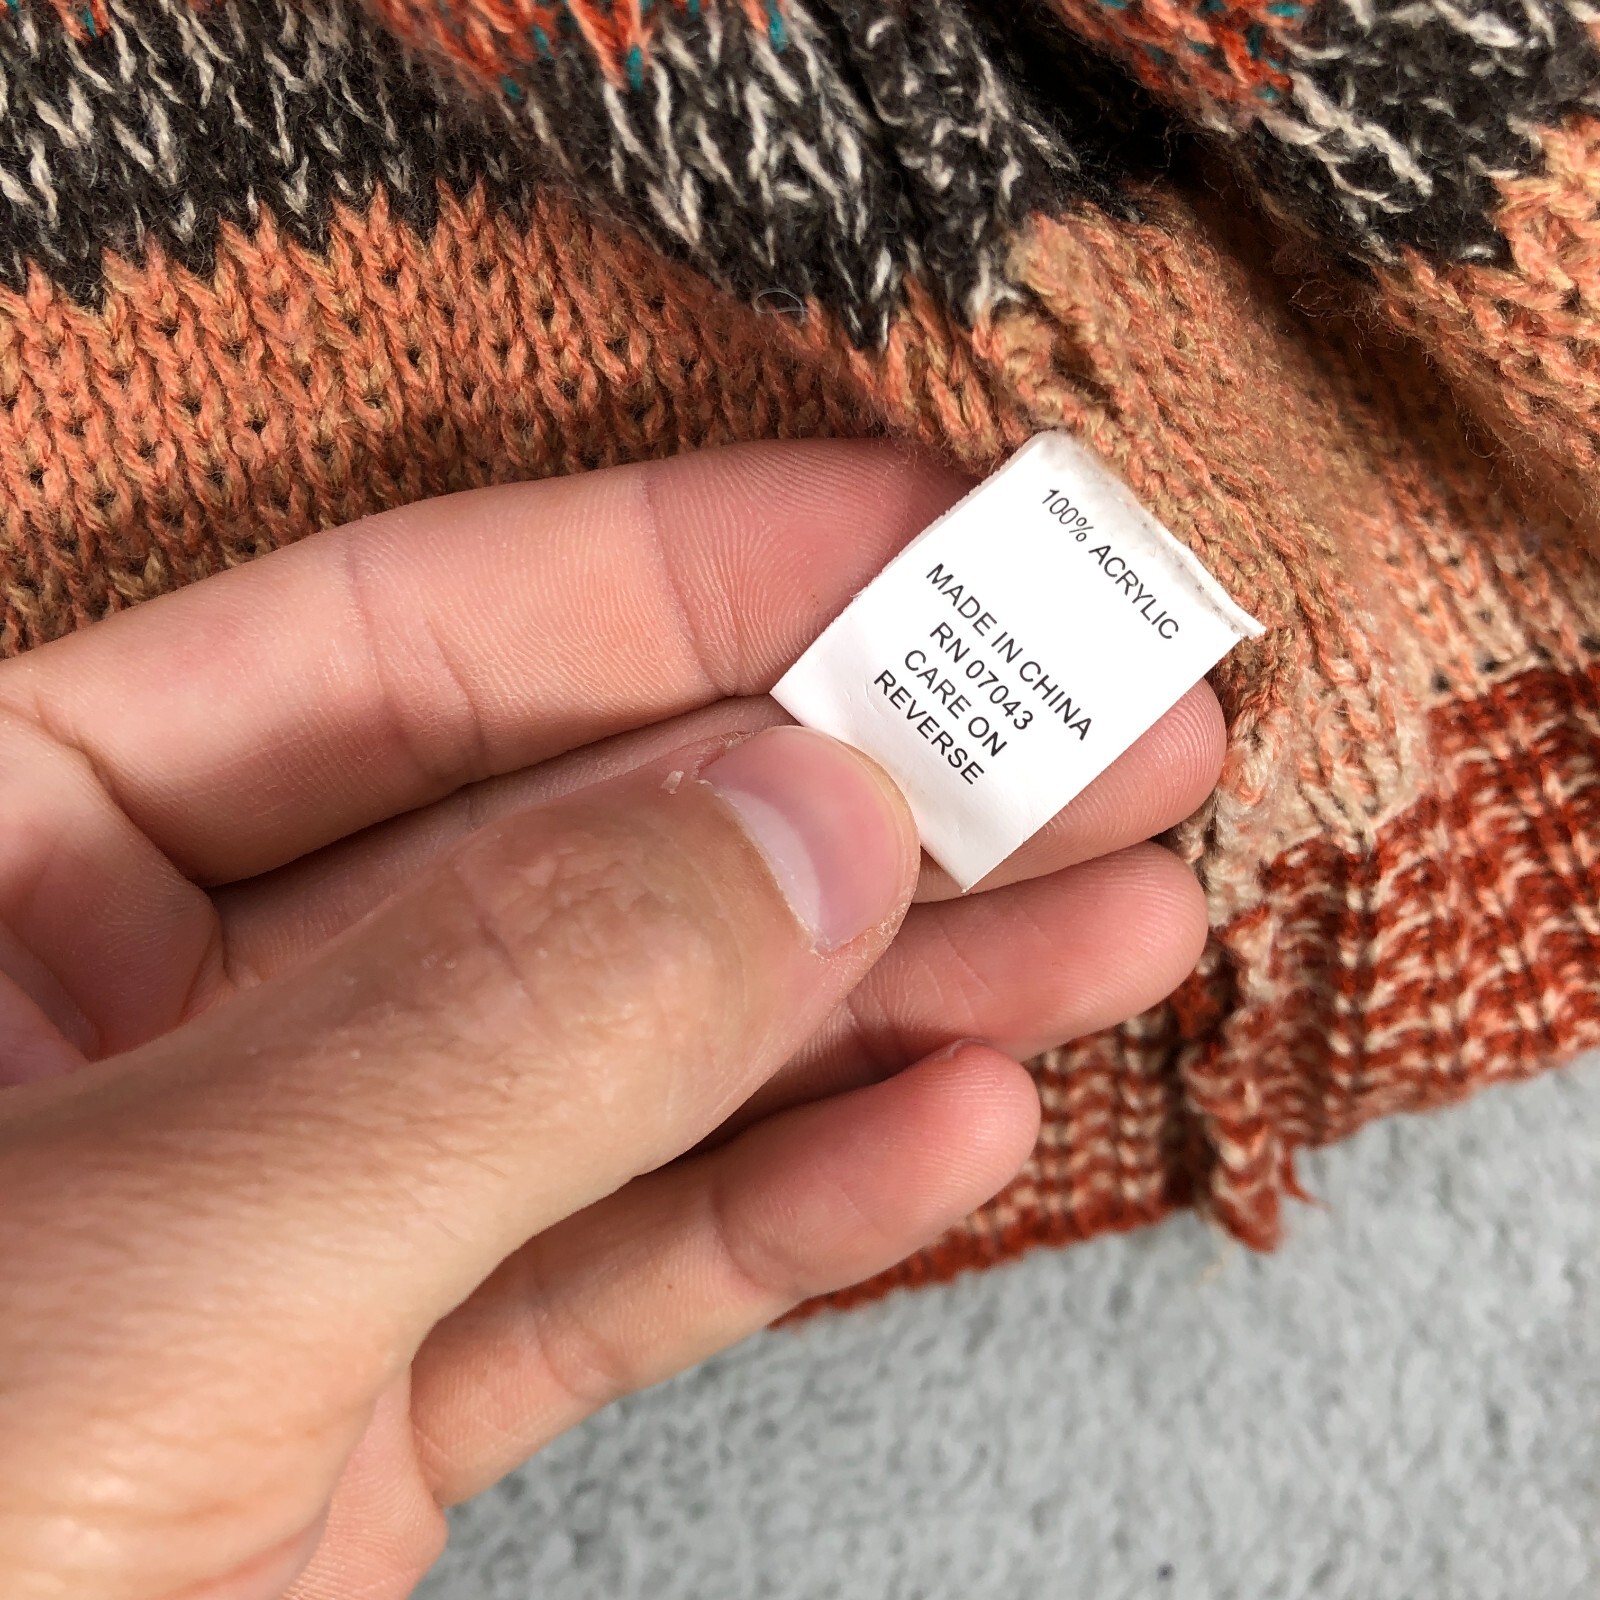 100% ACRYLIC
MADE IN CHINA
RN 07043
CARE ON
REVERSE